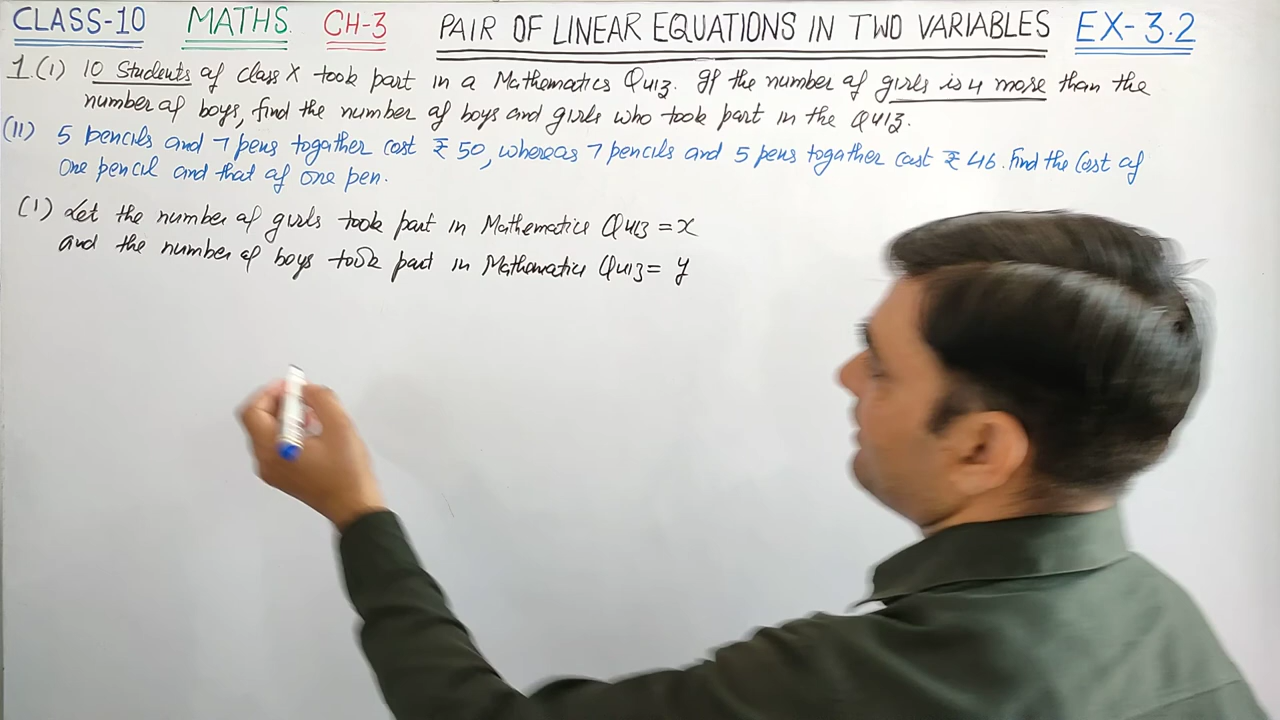 CLASS-10 MATHS CH-3 PAIR OF LINEAR EQUATIONS IN TWO VARIABLES EX-3.2
1.(i) 10 Students of class X took part in a Mathematics Quiz. If the number of girls is 4 more than the
number of boys, find the number of boys and girls who took part in the Quiz.
(II) 5 pencils and 7 pens togather cost ₹ 50, whereas 7 pencils and 5 pens togather cost ₹ 46. Find the Cost of
One pencil and that of one pen.
(I) Let the number of girls took part in Mathematics Quiz = x
and the number of boys took part in Mathematics Quiz = y